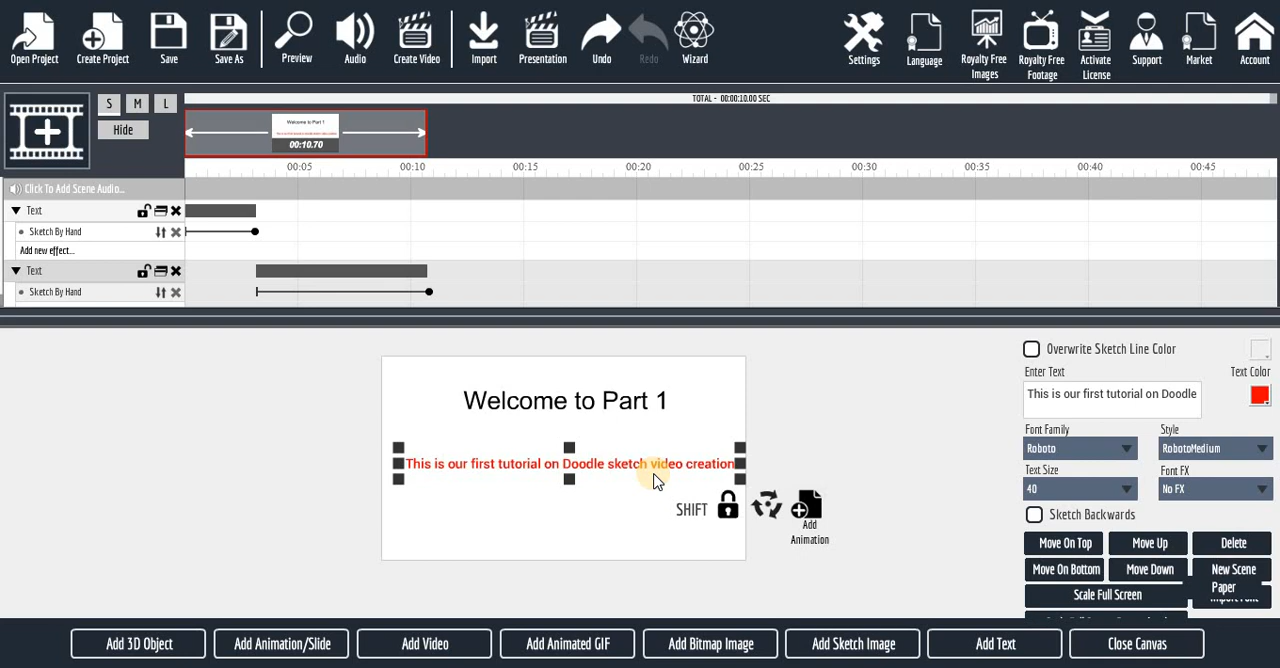 Open Project
Create Project
Save
Save As
Preview
Audio
Create Video
Import
Presentation
Undo
Redo
Wizard
Settings
Language
Royalty Free Images
Royalty Free Footage
Activate License
Support
Market
Account
S M L
Hide
TOTAL - 00:00:10.00 SEC
Welcome to Part 1
00:10.70
00:05 00:10 00:15 00:20 00:25 00:30 00:35 00:40 00:45
Click To Add Scene Audio...
Text
Sketch By Hand
Add new effect...
Text
Sketch By Hand
Welcome to Part 1
This is our first tutorial on Doodle sketch video creation
SHIFT
Add Animation
Overwrite Sketch Line Color
Enter Text
Text Color
This is our first tutorial on Doodle
Font Family
Style
Roboto
RobotoMedium
Text Size
Font FX
40
No FX
Sketch Backwards
Move On Top
Move Up
Delete
Move On Bottom
Move Down
New Scene Paper
Scale Full Screen
Add 3D Object
Add Animation/Slide
Add Video
Add Animated GIF
Add Bitmap Image
Add Sketch Image
Add Text
Close Canvas